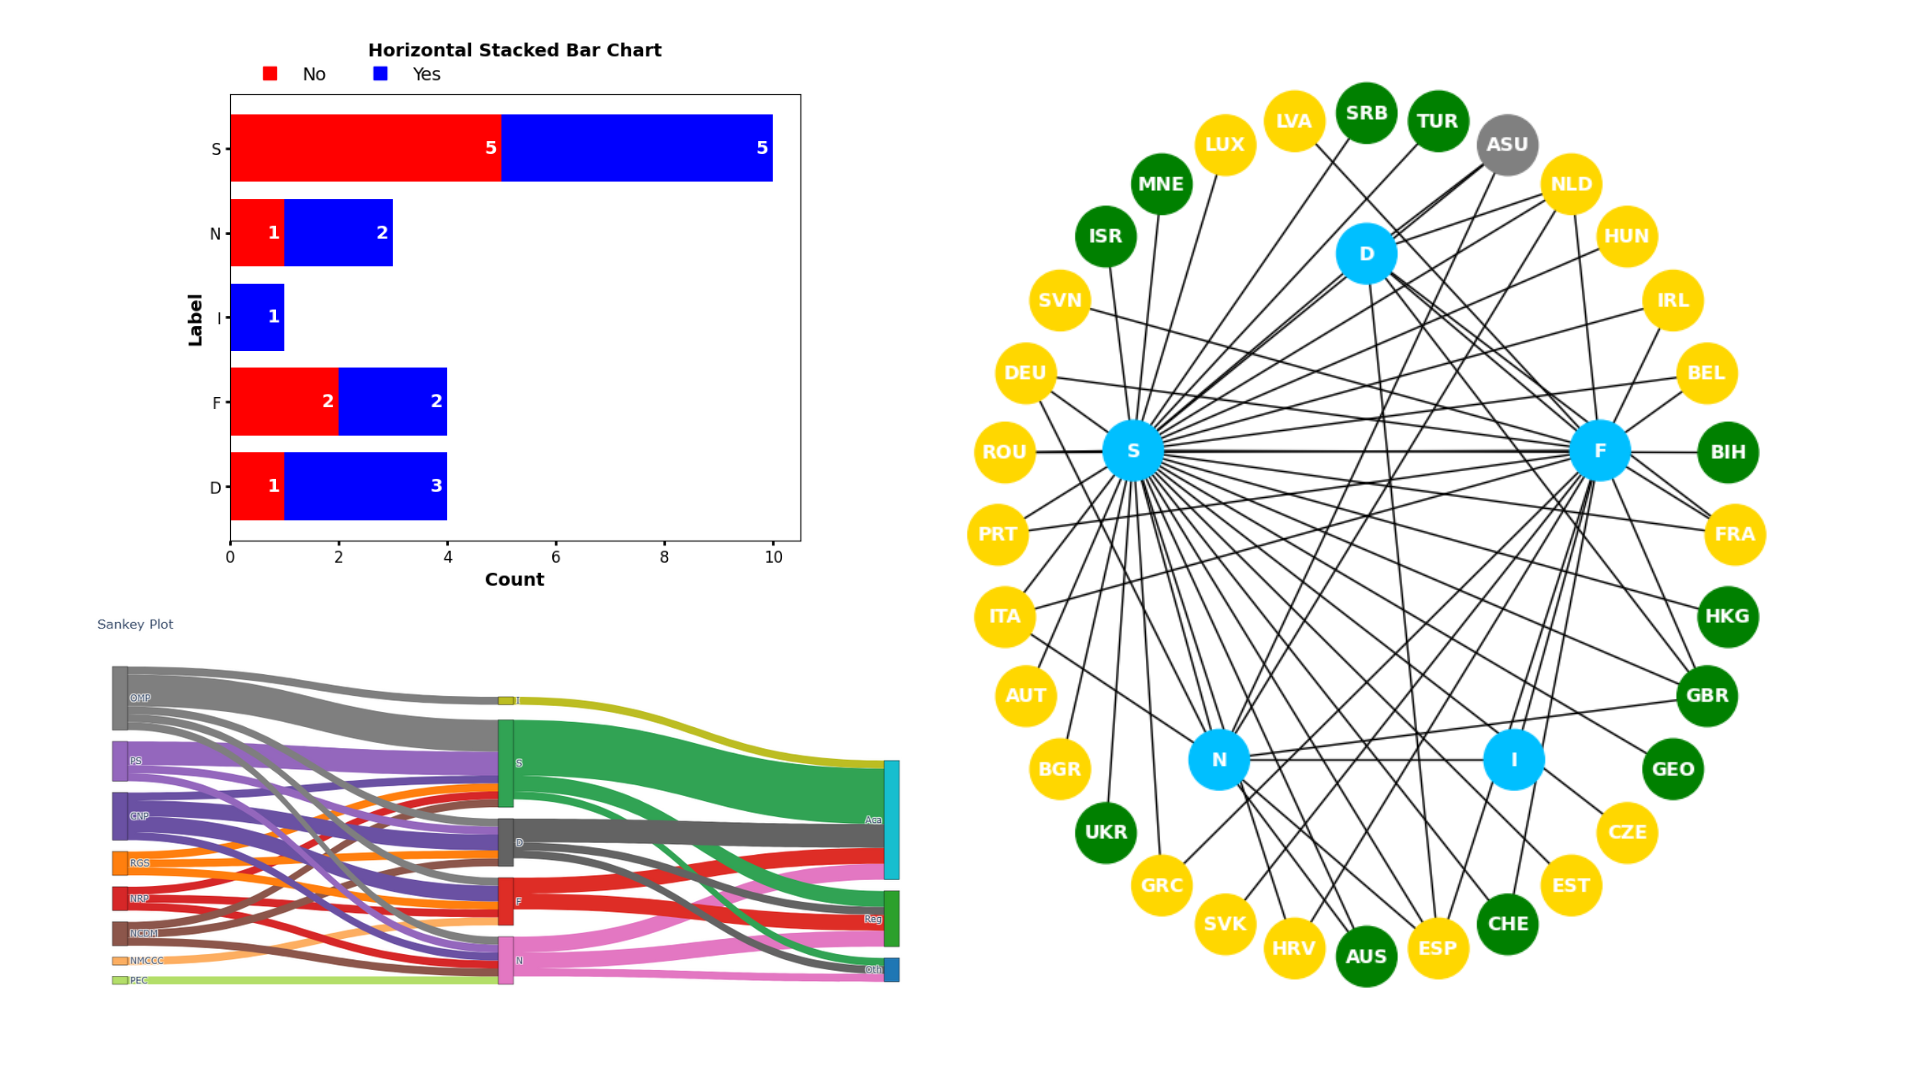 Horizontal Stacked Bar Chart
No Yes
S 5 5
N 1 2
I 1
F 2 2
D 1 3
Label
0 2 4 6 8 10
Count
Sankey Plot
OMP
PS
CNP
RGS
NRP
NCOM
NMCCC
PEC
I
S
D
F
N
Aca
Reg
Oth
SRB
LVA
TUR
LUX
ASU
MNE
NLD
ISR
HUN
D
SVN
IRL
DEU
BEL
ROU
S
F
BIH
PRT
FRA
ITA
HKG
AUT
GBR
N
I
BGR
GEO
UKR
CZE
GRC
EST
SVK
CHE
HRV
ESP
AUS